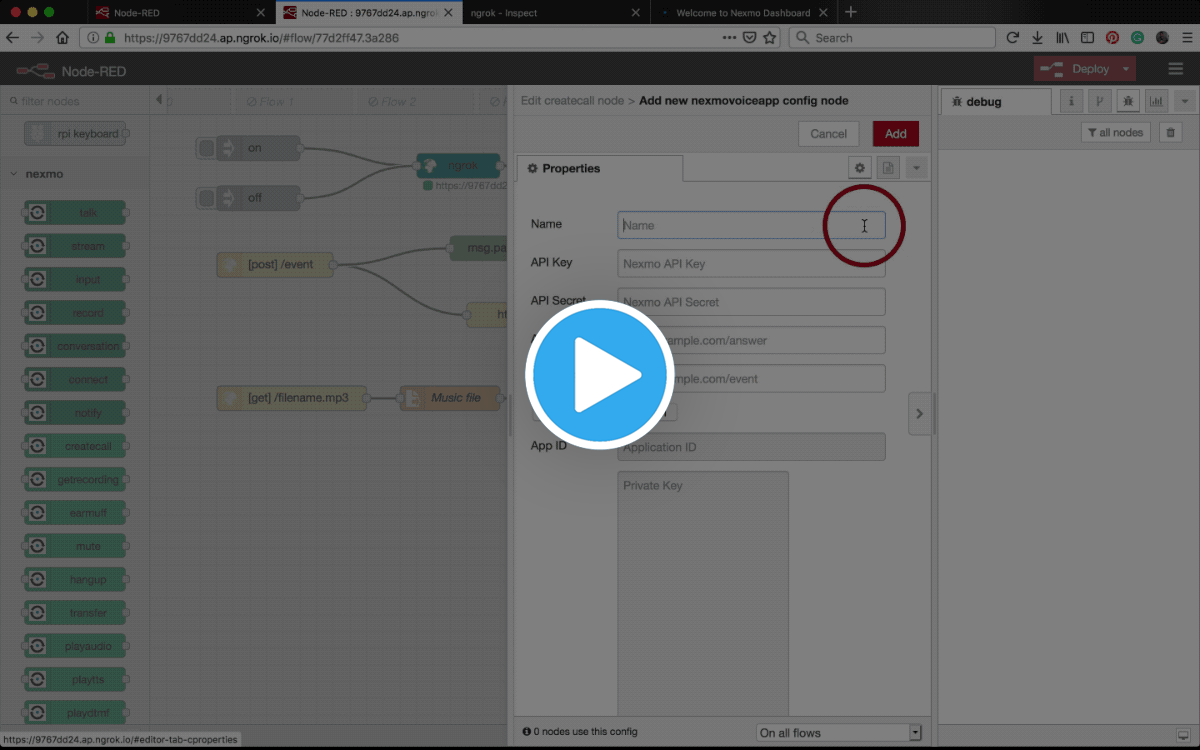 Node-RED
Node-RED : 9767dd24.ap.ngrok
ngrok - Inspect
Welcome to Nexmo Dashboard
https://9767dd24.ap.ngrok.io/#flow/77d2ff47.3a286
Search
Node-RED
Deploy
filter nodes
Flow 1
Flow 2
Edit createcall node > Add new nexmovoiceapp config node
debug
Cancel
Add
all nodes
rpi keyboard
nexmo
talk
stream
input
record
conversation
connect
notify
createcall
getrecording
earmuff
mute
hangup
transfer
playaudio
playtts
playdtmf
on
off
ngrok
https://9767dd2
[post] /event
msg.pa
ht
[get] /filename.mp3
Music file
Properties
Name
Name
API Key
Nexmo API Key
API Secret
Nexmo API Secret
ample.com/answer
mple.com/event
App ID
Application ID
Private Key
0 nodes use this config
On all flows
https://9767dd24.ap.ngrok.io/#editor-tab-cproperties